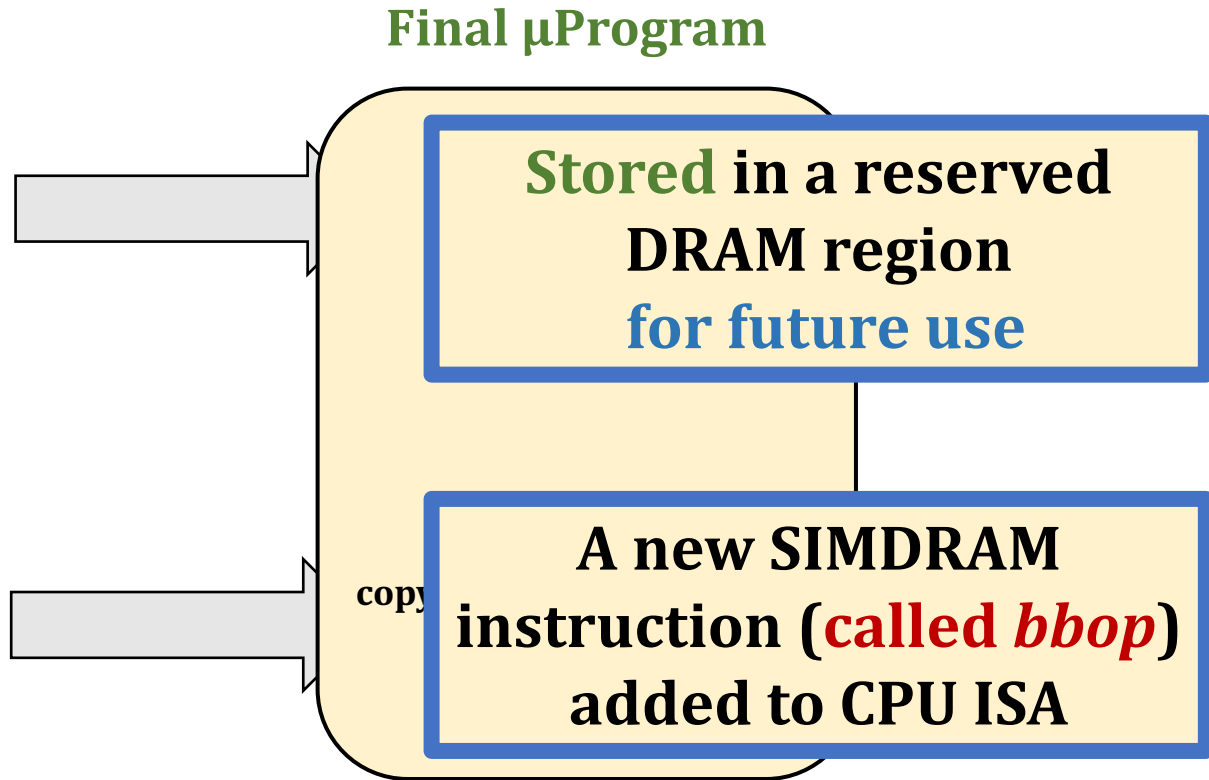 Final µProgram
Stored in a reserved
DRAM region
for future use
A new SIMDRAM
copy
instruction (called bbop)
added to CPU ISA